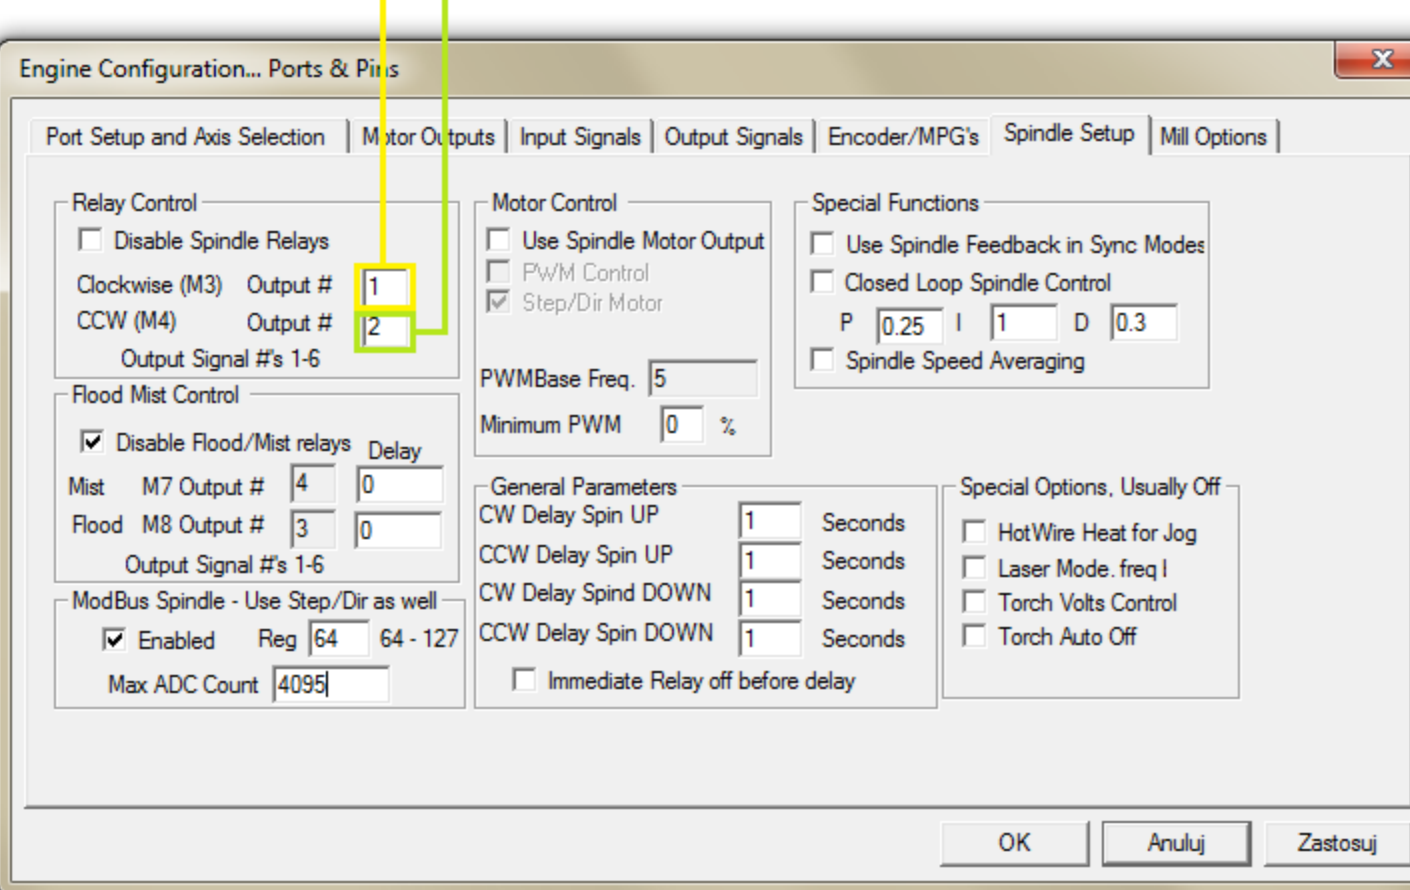 Engine Configuration... Ports & Pins
Port Setup and Axis Selection
Motor Outputs
Input Signals
Output Signals
Encoder/MPG's
Spindle Setup
Mill Options
Relay Control
Disable Spindle Relays
Clockwise (M3) Output # 1
CCW (M4) Output # 2
Output Signal #'s 1-6
Flood Mist Control
Disable Flood/Mist relays Delay
Mist M7 Output # 4 0
Flood M8 Output # 3 0
Output Signal #'s 1-6
ModBus Spindle - Use Step/Dir as well
Enabled Reg 64 64 - 127
Max ADC Count 4095
Motor Control
Use Spindle Motor Output
PWM Control
Step/Dir Motor
PWMBase Freq. 5
Minimum PWM 0 %
General Parameters
CW Delay Spin UP 1 Seconds
CCW Delay Spin UP 1 Seconds
CW Delay Spind DOWN 1 Seconds
CCW Delay Spin DOWN 1 Seconds
Immediate Relay off before delay
Special Functions
Use Spindle Feedback in Sync Modes
Closed Loop Spindle Control
P 0.25 I 1 D 0.3
Spindle Speed Averaging
Special Options, Usually Off
HotWire Heat for Jog
Laser Mode. freq l
Torch Volts Control
Torch Auto Off
OK
Anuluj
Zastosuj